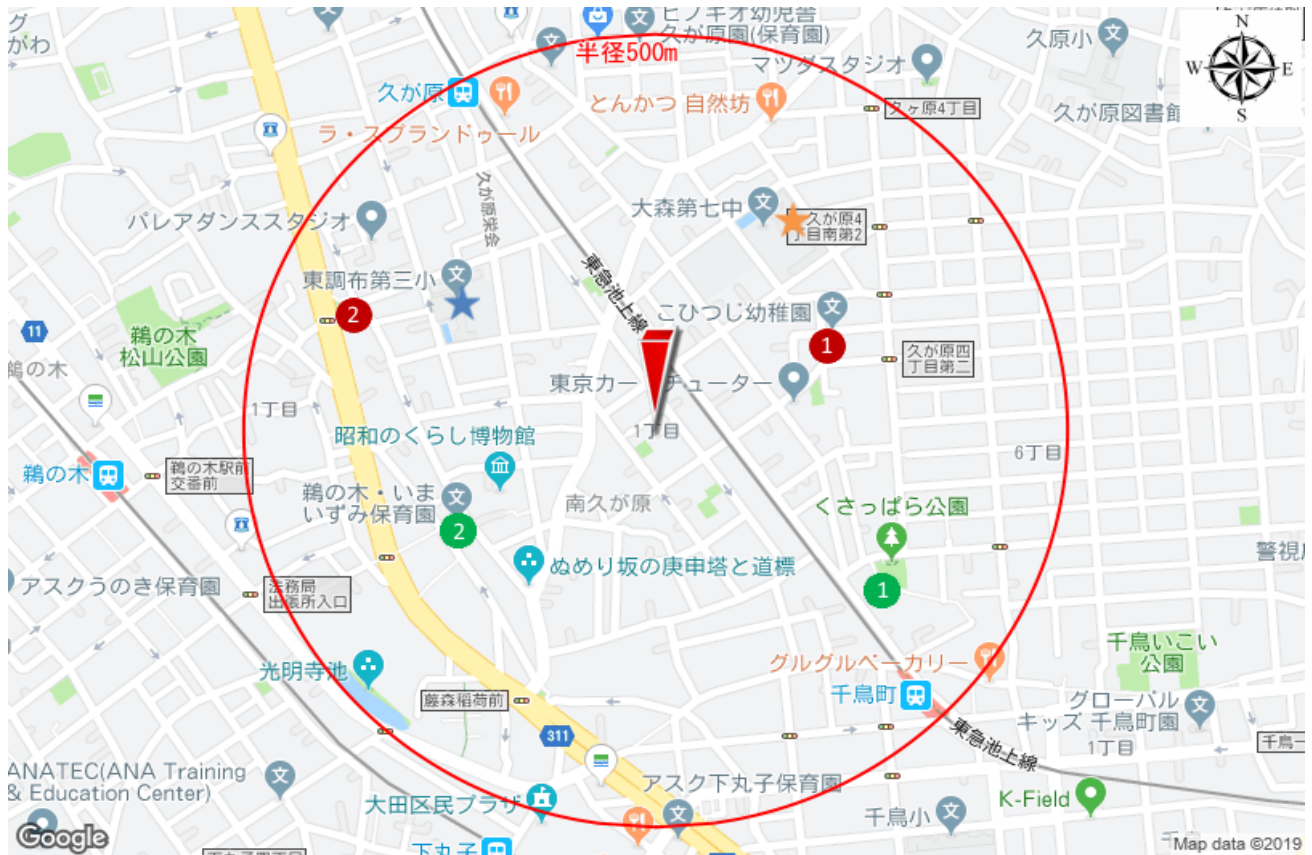 グ
がわ
ピノキオ幼児舎
久が原園(保育園)
久原小
N
W
E
S
半径500m
マツダスタジオ
久が原
とんかつ 自然坊
久ヶ原4丁目
久が原図書館
ラ・スプランドゥール
久が原栄会
大森第七中
久が原4
丁目南第2
パレアダンススタジオ
東急池上線
東調布第三小
こひつじ幼稚園
2
11
鵜の木
松山公園
1
久が原四
丁目第二
鵜の木
東京カー
チューター
1丁目
1丁目
昭和のくらし博物館
6丁目
鵜の木
鵜の木駅前
交番前
鵜の木・いま
いずみ保育園
南久が原
くさっぱら公園
2
警視
ぬめり坂の庚申塔と道標
アスクうのき保育園
法務局
出張所入口
1
千鳥いこい
公園
光明寺池
グルグルベーカリー
千鳥町
藤森稲荷前
グローバル
キッズ 千鳥町園
311
東急池上線
1丁目
千鳥
ANATEC(ANA Training
& Education Center)
アスク下丸子保育園
大田区民プラザ
K-Field
千鳥小
Google
下丸子
Map data ©2019